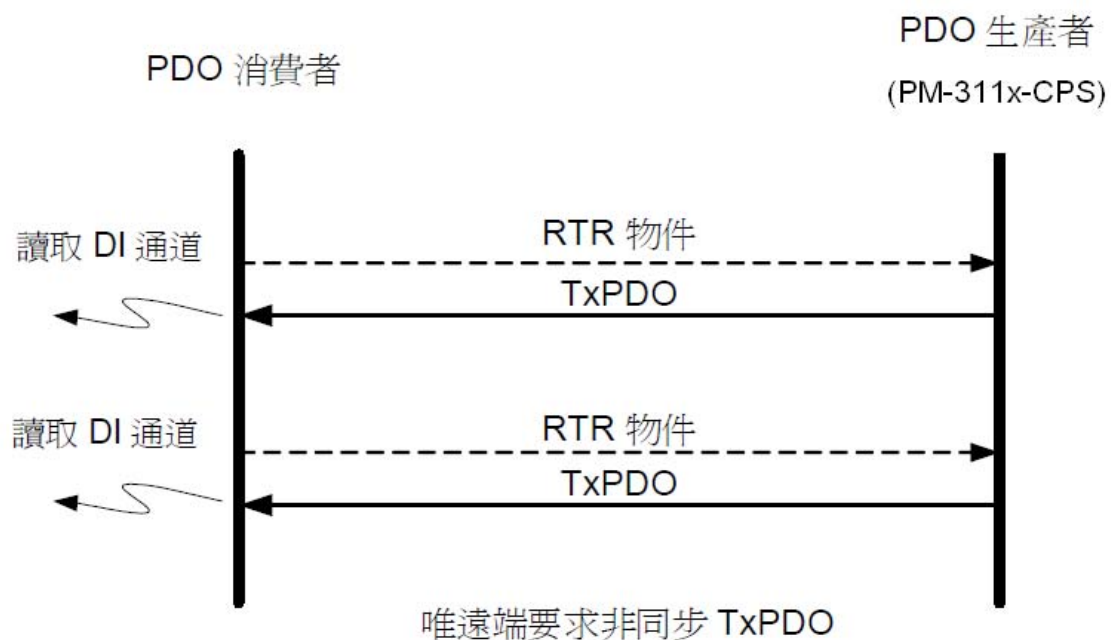 PDO 生產者
PDO 消費者
(PM-311x-CPS)
讀取 DI 通道
RTR 物件
TxPDO
讀取 DI 通道
RTR 物件
TxPDO
唯遠端要求非同步 TxPDO